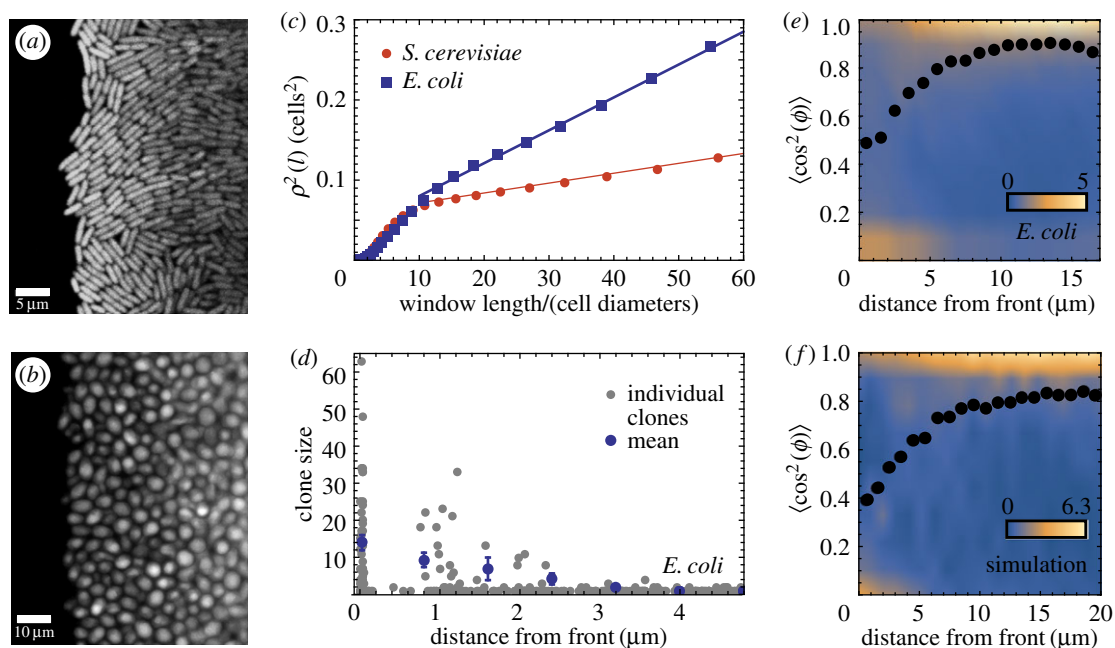 (a)
5 µm
(b)
10 µm
(c)
0.3
0.2
0.1
0
10
20
30
40
50
60
ρ²(l) (cells²)
window length/(cell diameters)
S. cerevisiae
E. coli
(d)
60
50
40
30
20
10
0
1
2
3
4
clone size
distance from front (µm)
individual
clones
mean
E. coli
(e)
1.0
0.8
0.6
0.4
0.2
0
5
10
15
⟨cos²(ϕ)⟩
distance from front (µm)
0 5
E. coli
(f)
1.0
0.8
0.6
0.4
0.2
0
5
10
15
20
⟨cos²(ϕ)⟩
distance from front (µm)
0 6.3
simulation